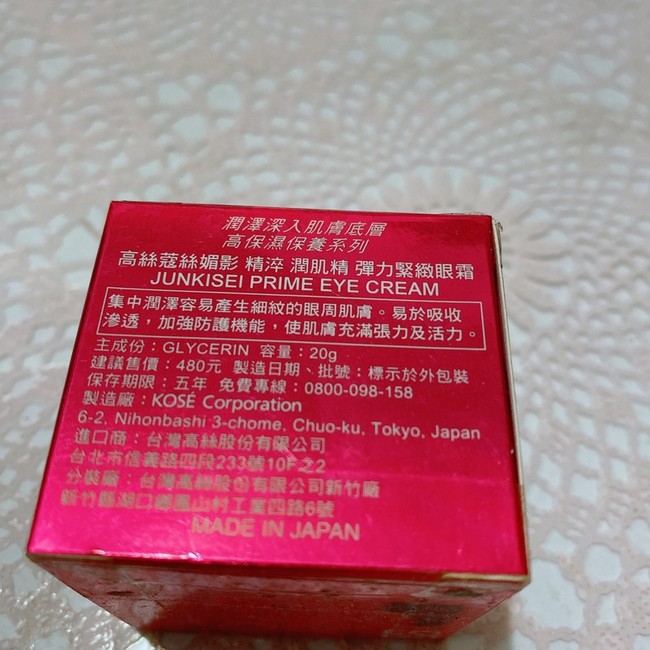 潤澤深入肌膚底層
高保濕保養系列
高絲蔻絲媚影 精淬 潤肌精 彈力緊緻眼霜
JUNKISEI PRIME EYE CREAM
集中潤澤容易產生細紋的眼周肌膚。易於吸收
滲透，加強防護機能，使肌膚充滿張力及活力。
主成份：GLYCERIN 容量：20g
建議售價：480元 製造日期、批號：標示於外包裝
保存期限：五年 免費專線：0800-098-158
製造廠：KOSÉ Corporation
6-2, Nihonbashi 3-chome, Chuo-ku, Tokyo, Japan
進口商：台灣高絲股份有限公司
台北市信義路四段233號10F之2
分裝廠：台灣高絲股份有限公司新竹廠
新竹縣湖口鄉鳳山村工業四路6號
MADE IN JAPAN